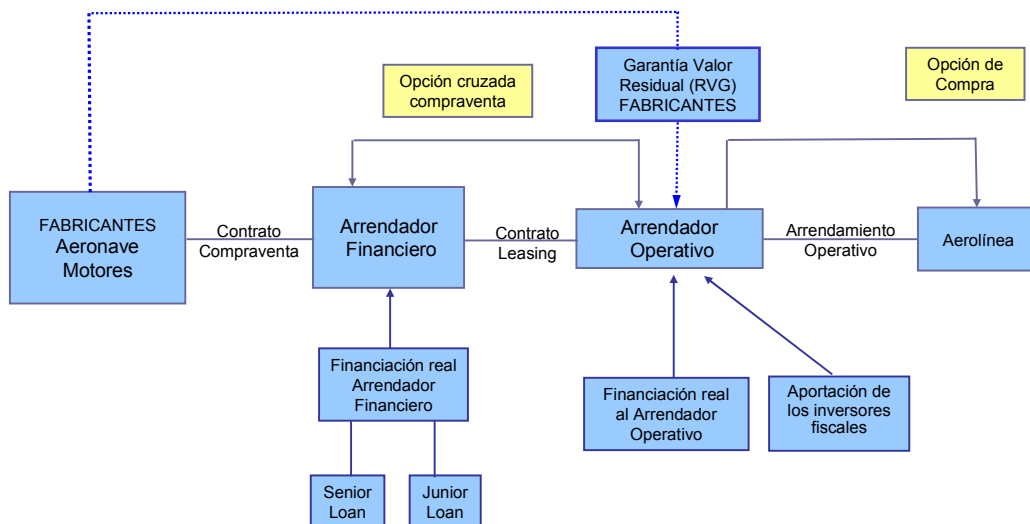 Opción cruzada
compraventa
Garantía Valor
Residual (RVG)
FABRICANTES
Opción de
Compra
FABRICANTES
Aeronave
Motores
Contrato
Compraventa
Arrendador
Financiero
Contrato
Leasing
Arrendador
Operativo
Arrendamiento
Operativo
Aerolínea
Financiación real
Arrendador
Financiero
Financiación real
al Arrendador
Operativo
Aportación de
los inversores
fiscales
Senior
Loan
Junior
Loan